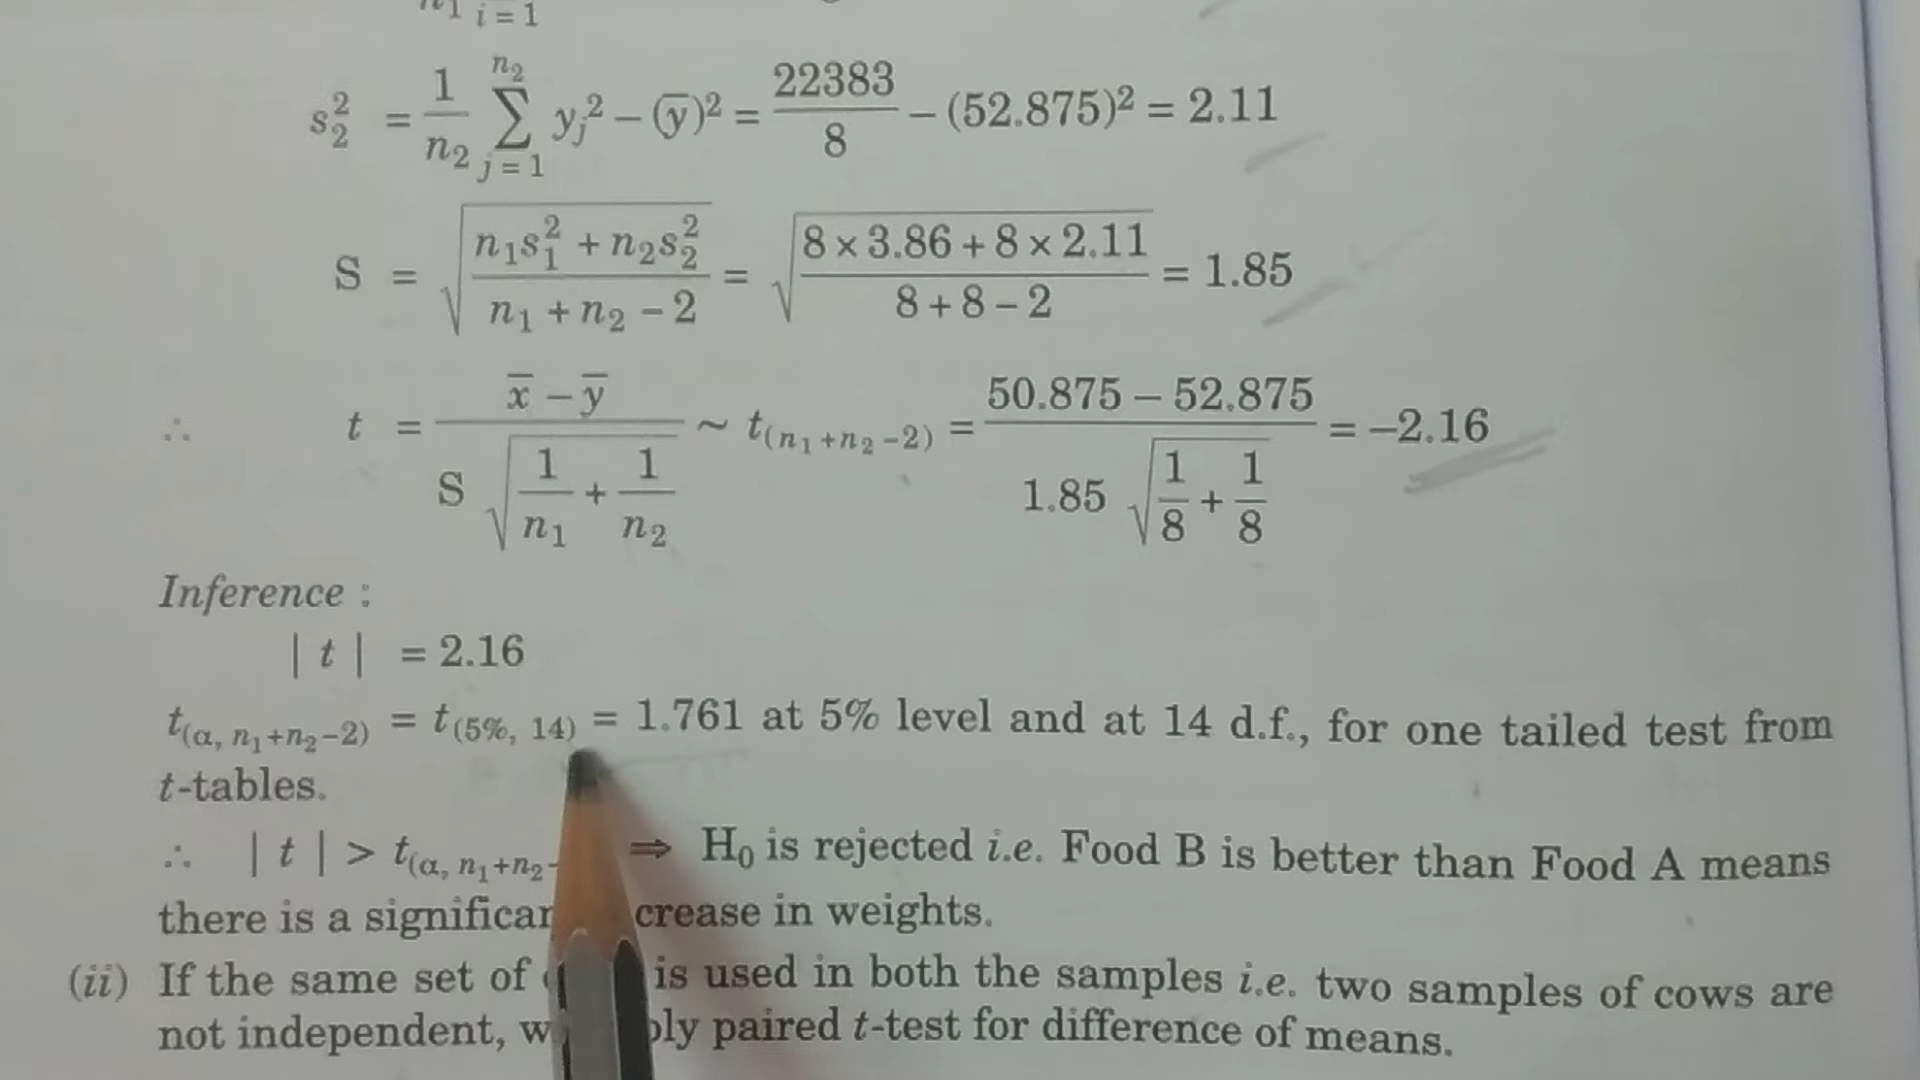 n₁ i = 1
s₂² = 1/n₂ ∑ⱼ₌₁ⁿ² yⱼ² – (y̅)² = 22383/8 – (52.875)² = 2.11
S = √((n₁s₁² + n₂s₂²)/(n₁ + n₂ – 2)) = √((8 × 3.86 + 8 × 2.11)/(8 + 8 – 2)) = 1.85
∴ t = (x̅ – y̅)/(S √(1/n₁ + 1/n₂)) ~ t₍ₙ₁₊ₙ₂₋₂₎ = (50.875 – 52.875)/(1.85 √(1/8 + 1/8)) = –2.16
Inference :
| t | = 2.16
t(α, n₁+n₂–2) = t(5%, 14) = 1.761 at 5% level and at 14 d.f., for one tailed test from
t-tables.
∴ | t | > t(α, n₁+n₂– ⇒ H₀ is rejected i.e. Food B is better than Food A means
there is a significan crease in weights.
(ii) If the same set of is used in both the samples i.e. two samples of cows are
not independent, w ply paired t-test for difference of means.